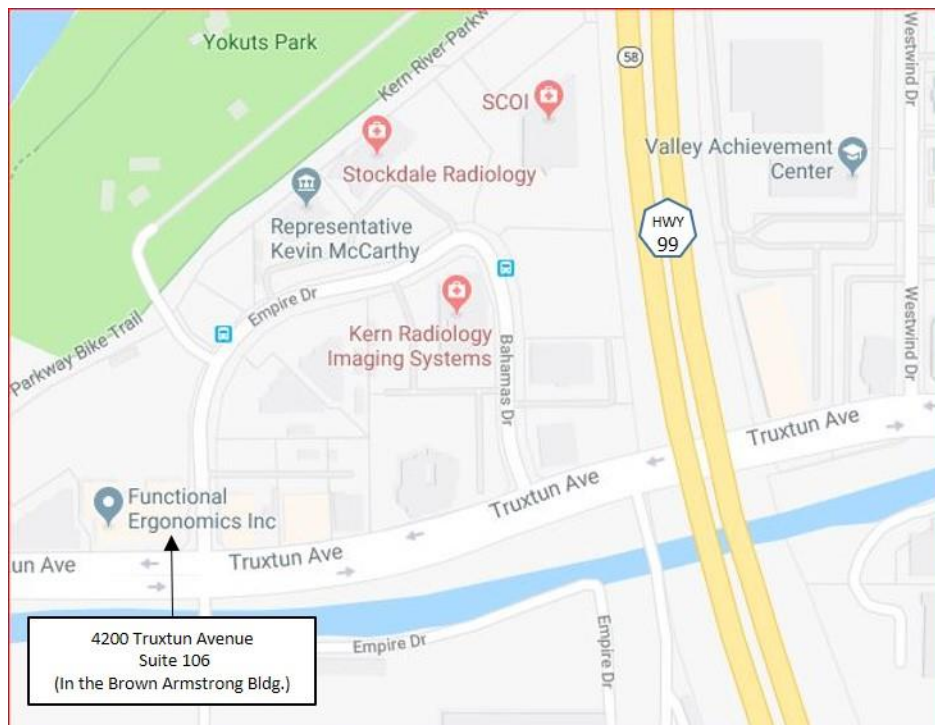 Yokuts Park
Kern River Parkw
58
Westwind Dr
SCOI
Stockdale Radiology
Valley Achievement
Center
Representative
Kevin McCarthy
HWY
99
Empire Dr
Kern Radiology
Imaging Systems
Bahamas Dr
Westwind Dr
Parkway Bike Trail
Truxtun Ave
Truxtun Ave
Functional
Ergonomics Inc
un Ave
Truxtun Ave
4200 Truxtun Avenue
Suite 106
(In the Brown Armstrong Bldg.)
Empire Dr
Empire Dr